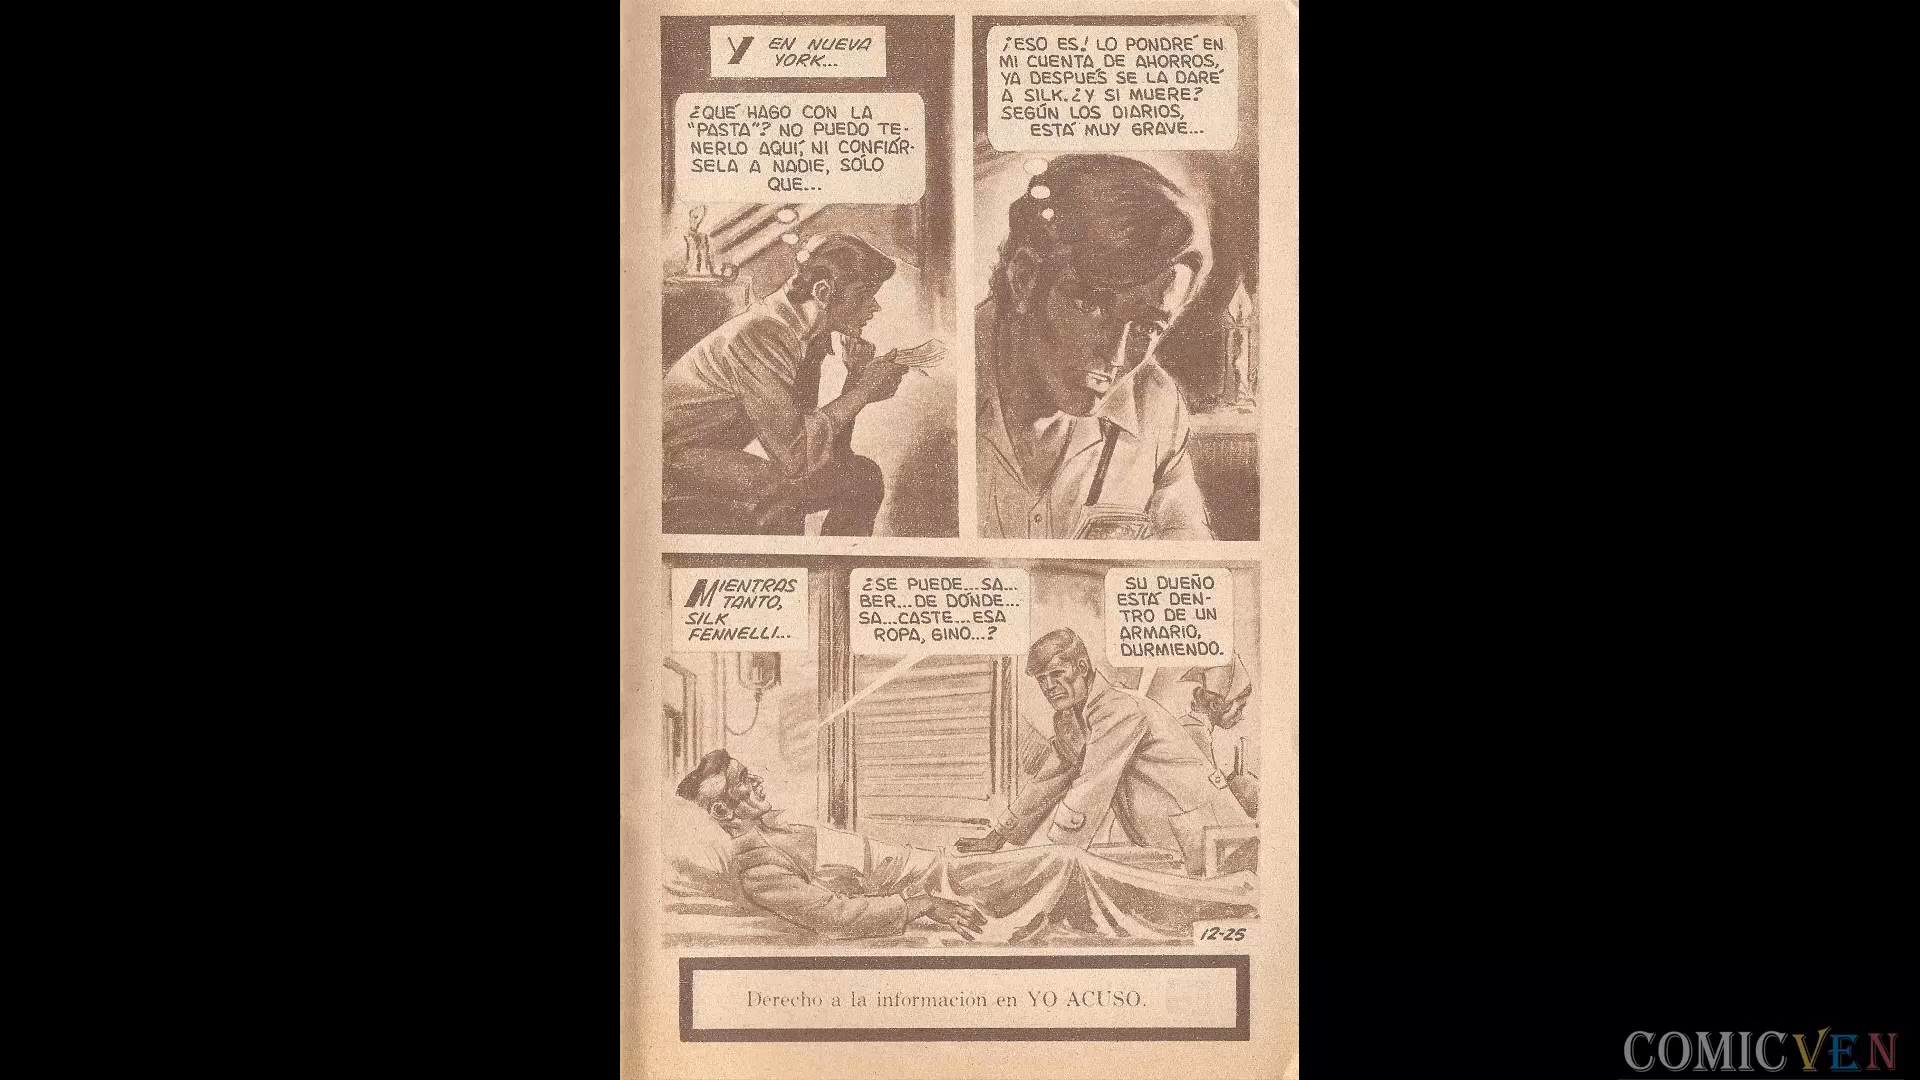 Y EN NUEVA
YORK...
¿QUÉ HAGO CON LA
"PASTA"? NO PUEDO TE-
NERLO AQUÍ, NI CONFIÁR-
SELA A NADIE, SÓLO
QUE...
¡ESO ES! LO PONDRÉ EN
MI CUENTA DE AHORROS,
YA DESPUÉS SE LA DARÉ
A SILK. ¿Y SI MUERE?
SEGÚN LOS DIARIOS,
ESTÁ MUY GRAVE...
MIENTRAS
TANTO,
SILK
FENNELLI...
¿SE PUEDE...SA...
BER...DE DÓNDE...
SA...CASTE...ESA
ROPA, GINO...?
SU DUEÑO
ESTÁ DEN-
TRO DE UN
ARMARIO,
DURMIENDO.
12-25
Derecho a la información en YO ACUSO.
COMICVEN